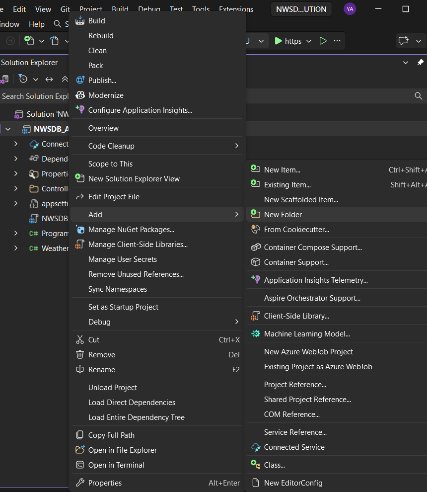 Edit View Git Project Build Debug Test Tools Extensions
Window Help NWSD...UTION YA
https
Solution Explorer
Search Solution Expl
Solution 'NW
NWSDB_A
Connect
Depend
Properti
Controll
appsetti
NWSDB
Program
Weather
Build
Rebuild
Clean
Pack
Publish...
Modernize
Configure Application Insights...
Overview
Code Cleanup
Scope to This
New Solution Explorer View
Edit Project File
Add
Manage NuGet Packages...
Manage Client-Side Libraries...
Manage User Secrets
Remove Unused References...
Sync Namespaces
Set as Startup Project
Debug
Cut Ctrl+X
Remove Del
Rename F2
Unload Project
Load Direct Dependencies
Load Entire Dependency Tree
Copy Full Path
Open in File Explorer
Open in Terminal
Properties Alt+Enter
New Item... Ctrl+Shift+A
Existing Item... Shift+Alt+A
New Scaffolded Item...
New Folder
From Cookiecutter...
Container Compose Support...
Container Support...
Application Insights Telemetry...
Aspire Orchestrator Support...
Client-Side Library...
Machine Learning Model...
New Azure WebJob Project
Existing Project as Azure WebJob
Project Reference...
Shared Project Reference...
COM Reference...
Service Reference...
Connected Service
Class...
New EditorConfig